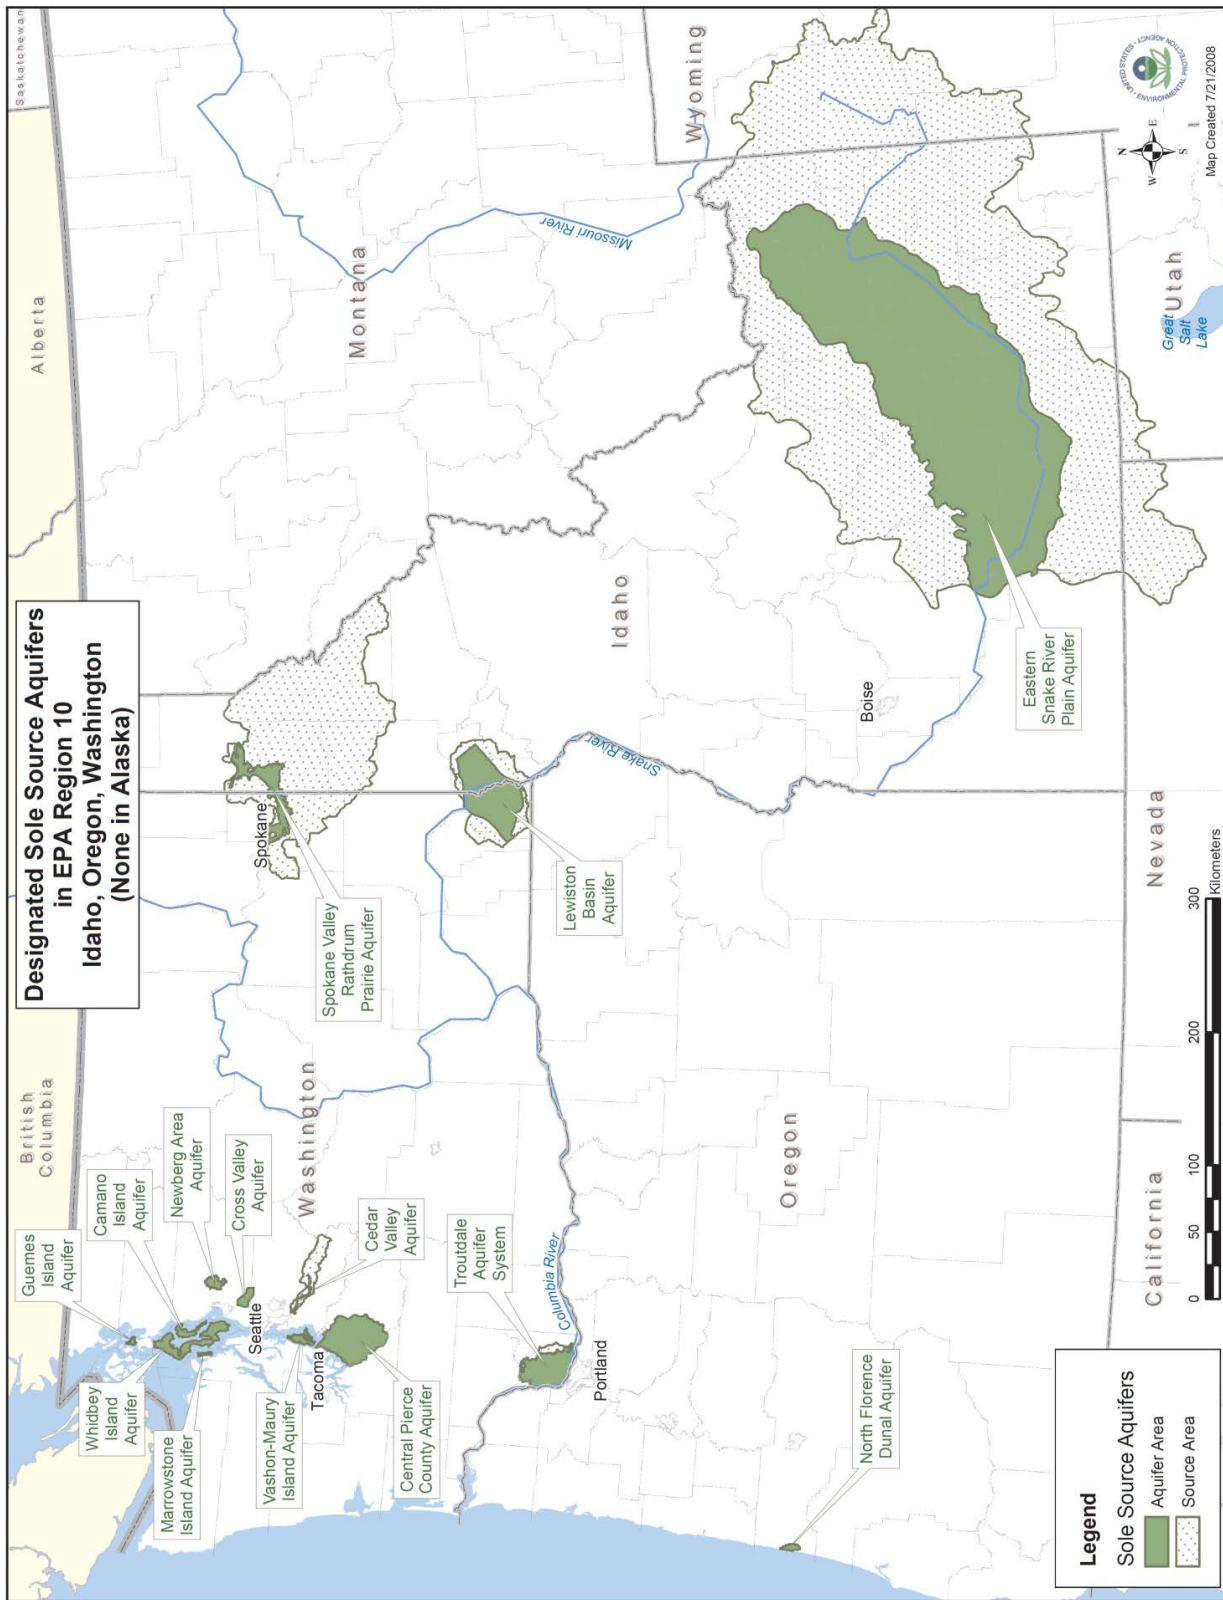 Designated Sole Source Aquifers
in EPA Region 10
Idaho, Oregon, Washington
(None in Alaska)
British
Columbia
Alberta
Saskatchewan
Guemes
Island
Aquifer
Camano
Island
Aquifer
Newberg Area
Aquifer
Cross Valley
Aquifer
Whidbey
Island
Aquifer
Marrowstone
Island Aquifer
Seattle
Vashon-Maury
Island Aquifer
Tacoma
Central Pierce
County Aquifer
Cedar
Valley
Aquifer
Washington
Spokane
Spokane Valley
Rathdrum
Prairie Aquifer
Montana
Missouri River
Lewiston
Basin
Aquifer
Troutdale
Aquifer
System
Columbia River
Portland
Snake River
Idaho
Wyoming
Oregon
Boise
North Florence
Dunal Aquifer
Eastern
Snake River
Plain Aquifer
California
Nevada
Utah
Great
Salt
Lake
Legend
Sole Source Aquifers
Aquifer Area
Source Area
0 50 100 200 300
Kilometers
N
W E
S
UNITED STATES
ENVIRONMENTAL PROTECTION AGENCY
Map Created 7/21/2008